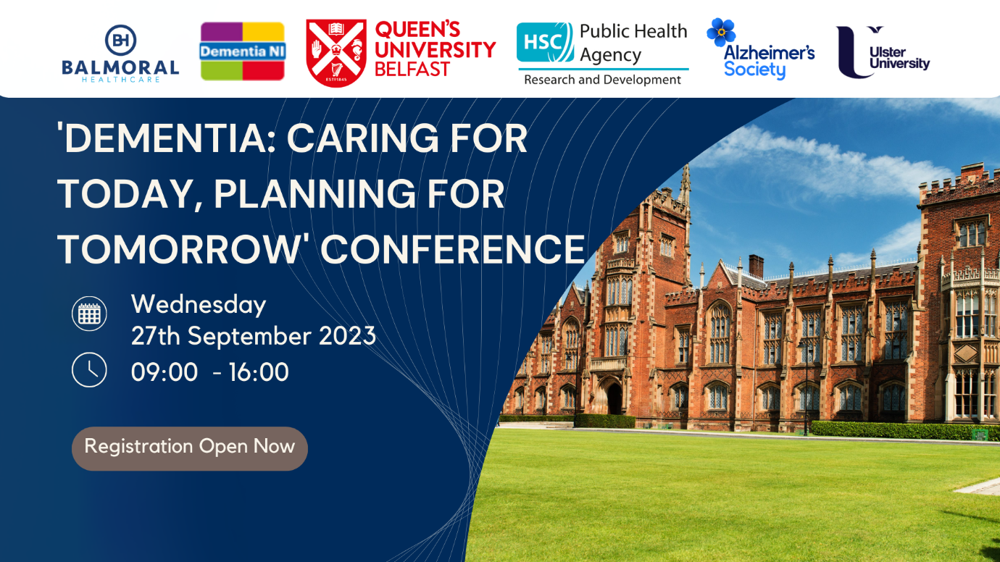 BH
BALMORAL
HEALTHCARE
Dementia NI
QUEEN'S
UNIVERSITY
BELFAST
ESTD1845
HSC
Public Health
Agency
Research and Development
Alzheimer's
Society
Ulster
University
'DEMENTIA: CARING FOR
TODAY, PLANNING FOR
TOMORROW' CONFERENCE
Wednesday
27th September 2023
09:00 - 16:00
Registration Open Now